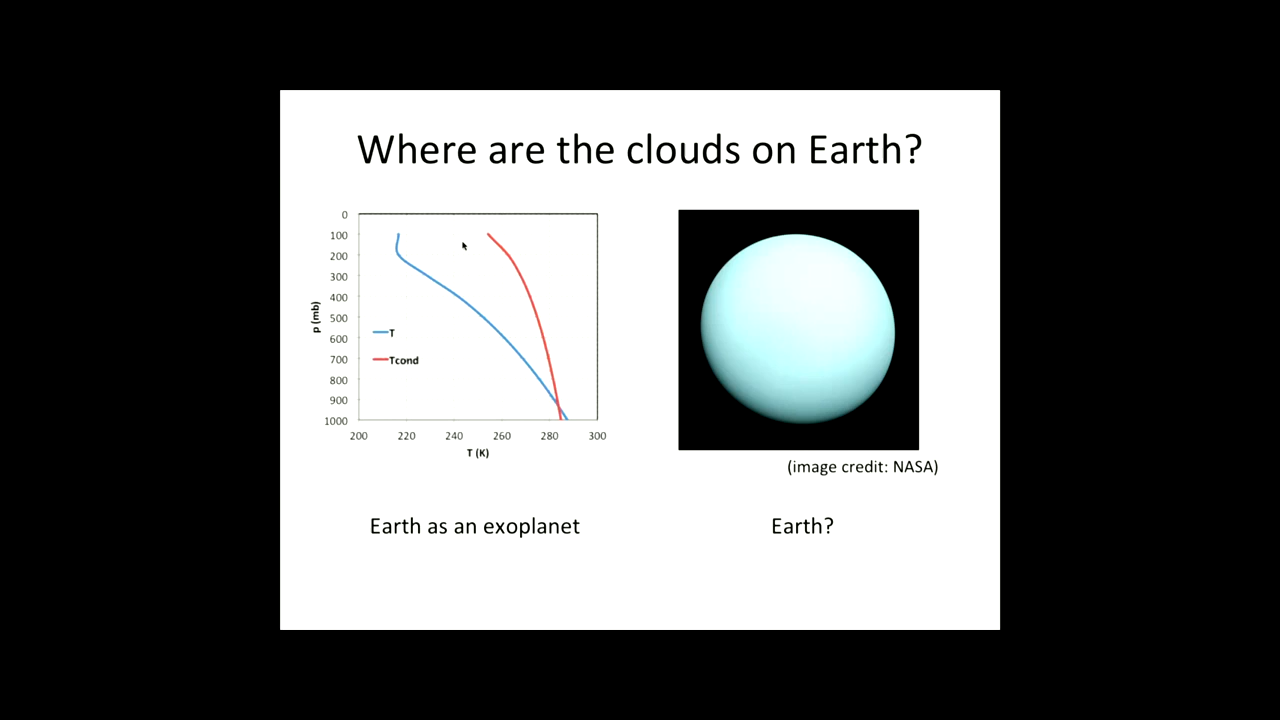 Where are the clouds on Earth?
0
100
200
300
400
500
600
700
800
900
1000
p (mb)
T
Tcond
200 220 240 260 280 300
T (K)
(image credit: NASA)
Earth as an exoplanet
Earth?